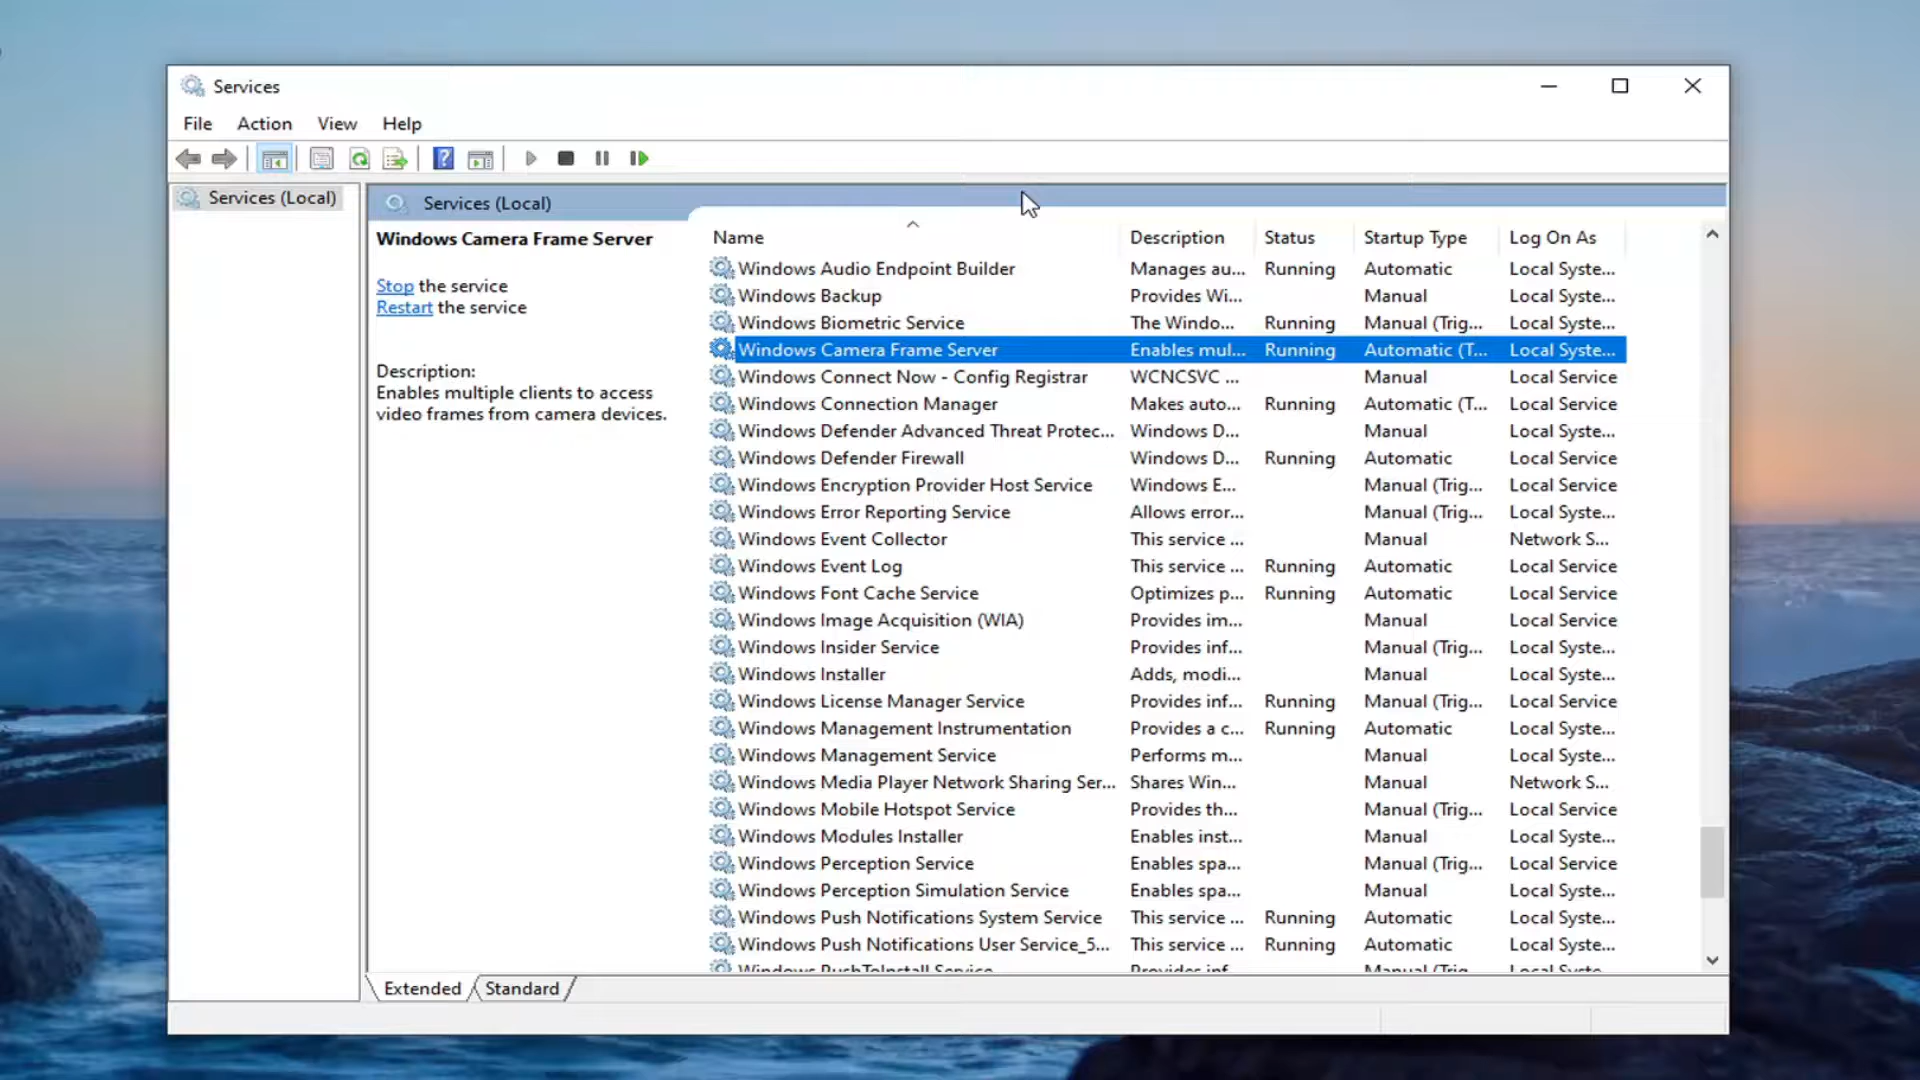 Services
File Action View Help
Services (Local)
Services (Local)
Windows Camera Frame Server
Stop the service
Restart the service
Description:
Enables multiple clients to access
video frames from camera devices.
Name Description Status Startup Type Log On As
Windows Audio Endpoint Builder Manages au... Running Automatic Local Syste...
Windows Backup Provides Wi... Manual Local Syste...
Windows Biometric Service The Windo... Running Manual (Trig... Local Syste...
Windows Camera Frame Server Enables mul... Running Automatic (T... Local Syste...
Windows Connect Now - Config Registrar WCNCSVC ... Manual Local Service
Windows Connection Manager Makes auto... Running Automatic (T... Local Service
Windows Defender Advanced Threat Protec... Windows D... Manual Local Syste...
Windows Defender Firewall Windows D... Running Automatic Local Service
Windows Encryption Provider Host Service Windows E... Manual (Trig... Local Service
Windows Error Reporting Service Allows error... Manual (Trig... Local Syste...
Windows Event Collector This service ... Manual Network S...
Windows Event Log This service ... Running Automatic Local Service
Windows Font Cache Service Optimizes p... Running Automatic Local Service
Windows Image Acquisition (WIA) Provides im... Manual Local Syste...
Windows Insider Service Provides inf... Manual (Trig... Local Syste...
Windows Installer Adds, modi... Manual Local Syste...
Windows License Manager Service Provides inf... Running Manual (Trig... Local Service
Windows Management Instrumentation Provides a c... Running Automatic Local Syste...
Windows Management Service Performs m... Manual Local Syste...
Windows Media Player Network Sharing Ser... Shares Win... Manual Network S...
Windows Mobile Hotspot Service Provides th... Manual (Trig... Local Service
Windows Modules Installer Enables inst... Manual Local Syste...
Windows Perception Service Enables spa... Manual (Trig... Local Service
Windows Perception Simulation Service Enables spa... Manual Local Syste...
Windows Push Notifications System Service This service ... Running Automatic Local Syste...
Windows Push Notifications User Service_5... This service ... Running Automatic Local Syste...
Windows PushToInstall Service Provides inf... Manual (Trig... Local Syste...
Extended Standard